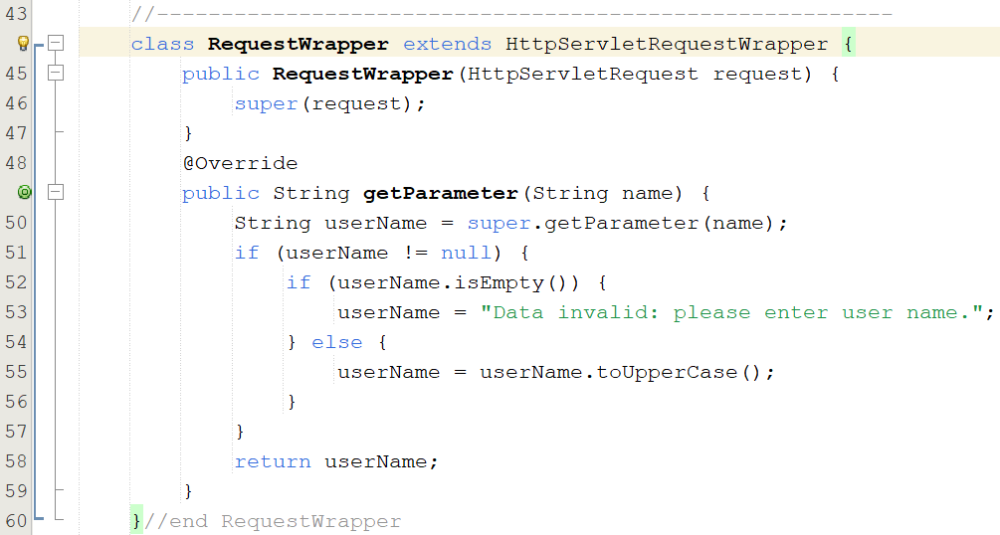 43 //---------------------------------------------------------
class RequestWrapper extends HttpServletRequestWrapper {
45 public RequestWrapper(HttpServletRequest request) {
46 super(request);
47 }
48 @Override
public String getParameter(String name) {
50 String userName = super.getParameter(name);
51 if (userName != null) {
52 if (userName.isEmpty()) {
53 userName = "Data invalid: please enter user name.";
54 } else {
55 userName = userName.toUpperCase();
56 }
57 }
58 return userName;
59 }
60 }//end RequestWrapper